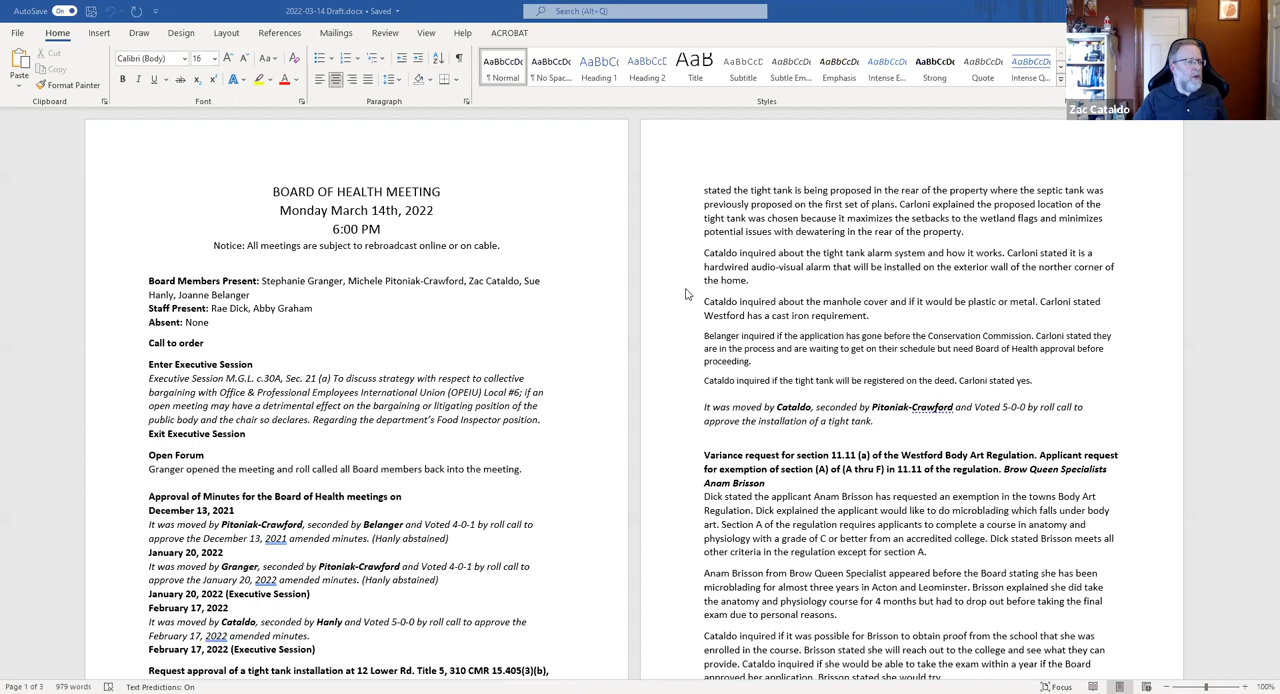 AutoSave On 2022-03-14 Draft.docx • Saved Search (Alt+Q)
File Home Insert Draw Design Layout References Mailings Review View Help ACROBAT
Cut
Copy
Format Painter
Paste
Calibri (Body) 16
Clipboard Font Paragraph Styles
AaBbCcDc AaBbCcDc AaBbC AaBbCcD AaB AaBbCcD AaBbCcDc AaBbCcDc AaBbCcDc AaBbCcDc AaBbCcDc AaBbCcDc
¶ Normal ¶ No Spac... Heading 1 Heading 2 Title Subtitle Subtle Em... Emphasis Intense E... Strong Quote Intense Q...
Zac Cataldo
BOARD OF HEALTH MEETING
Monday March 14th, 2022
6:00 PM
Notice: All meetings are subject to rebroadcast online or on cable.
Board Members Present: Stephanie Granger, Michele Pitoniak-Crawford, Zac Cataldo, Sue
Hanly, Joanne Belanger
Staff Present: Rae Dick, Abby Graham
Absent: None
Call to order
Enter Executive Session
Executive Session M.G.L. c.30A, Sec. 21 (a) To discuss strategy with respect to collective
bargaining with Office & Professional Employees International Union (OPEIU) Local #6; if an
open meeting may have a detrimental effect on the bargaining or litigating position of the
public body and the chair so declares. Regarding the department's Food Inspector position.
Exit Executive Session
Open Forum
Granger opened the meeting and roll called all Board members back into the meeting.
Approval of Minutes for the Board of Health meetings on
December 13, 2021
It was moved by Pitoniak-Crawford, seconded by Belanger and Voted 4-0-1 by roll call to
approve the December 13, 2021 amended minutes. (Hanly abstained)
January 20, 2022
It was moved by Granger, seconded by Pitoniak-Crawford and Voted 4-0-1 by roll call to
approve the January 20, 2022 amended minutes. (Hanly abstained)
January 20, 2022 (Executive Session)
February 17, 2022
It was moved by Cataldo, seconded by Hanly and Voted 5-0-0 by roll call to approve the
February 17, 2022 amended minutes.
February 17, 2022 (Executive Session)
Request approval of a tight tank installation at 12 Lower Rd. Title 5, 310 CMR 15.405(3)(b),
stated the tight tank is being proposed in the rear of the property where the septic tank was
previously proposed on the first set of plans. Carloni explained the proposed location of the
tight tank was chosen because it maximizes the setbacks to the wetland flags and minimizes
potential issues with dewatering in the rear of the property.
Cataldo inquired about the tight tank alarm system and how it works. Carloni stated it is a
hardwired audio-visual alarm that will be installed on the exterior wall of the norther corner of
the home.
Cataldo inquired about the manhole cover and if it would be plastic or metal. Carloni stated
Westford has a cast iron requirement.
Belanger inquired if the application has gone before the Conservation Commission. Carloni stated they
are in the process and are waiting to get on their schedule but need Board of Health approval before
proceeding.
Cataldo inquired if the tight tank will be registered on the deed. Carloni stated yes.
It was moved by Cataldo, seconded by Pitoniak-Crawford and Voted 5-0-0 by roll call to
approve the installation of a tight tank.
Variance request for section 11.11 (a) of the Westford Body Art Regulation. Applicant request
for exemption of section (A) of (A thru F) in 11.11 of the regulation. Brow Queen Specialists
Anam Brisson
Dick stated the applicant Anam Brisson has requested an exemption in the towns Body Art
Regulation. Dick explained the applicant would like to do microblading which falls under body
art. Section A of the regulation requires applicants to complete a course in anatomy and
physiology with a grade of C or better from an accredited college. Dick stated Brisson meets all
other criteria in the regulation except for section A.
Anam Brisson from Brow Queen Specialist appeared before the Board stating she has been
microblading for almost three years in Acton and Leominster. Brisson explained she did take
the anatomy and physiology course for 4 months but had to drop out before taking the final
exam due to personal reasons.
Cataldo inquired if it was possible for Brisson to obtain proof from the school that she was
enrolled in the course. Brisson stated she will reach out to the college and see what they can
provide. Cataldo inquired if she would be able to take the exam within a year if the Board
approved her application. Brisson stated she would try.
Page 1 of 3 979 words Text Predictions: On Focus 100%